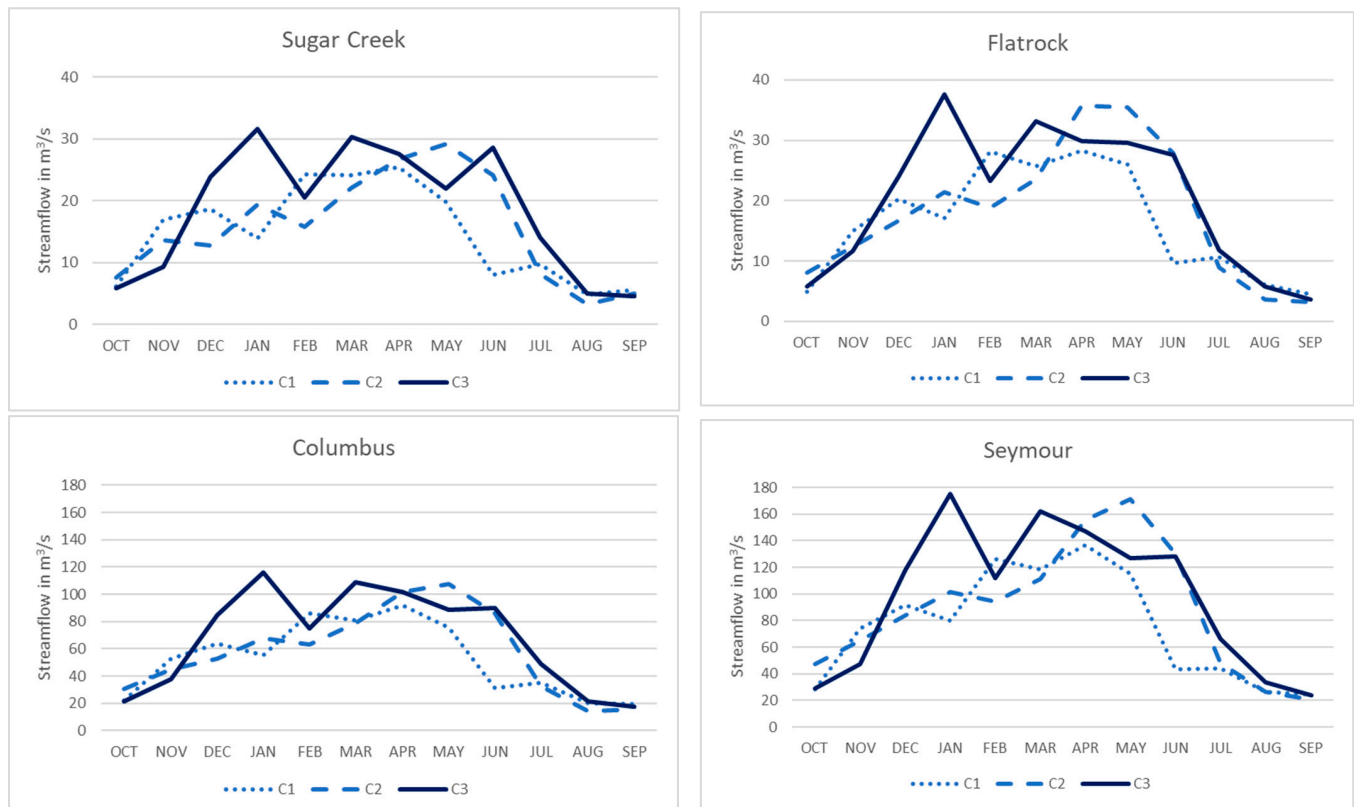 Sugar Creek
Streamflow in m³/s
40
30
20
10
0
OCT NOV DEC JAN FEB MAR APR MAY JUN JUL AUG SEP
C1 C2 C3
Flatrock
Streamflow in m³/s
40
30
20
10
0
OCT NOV DEC JAN FEB MAR APR MAY JUN JUL AUG SEP
C1 C2 C3
Columbus
Streamflow in m³/s
180
160
140
120
100
80
60
40
20
0
OCT NOV DEC JAN FEB MAR APR MAY JUN JUL AUG SEP
C1 C2 C3
Seymour
Streamflow in m³/s
180
160
140
120
100
80
60
40
20
0
OCT NOV DEC JAN FEB MAR APR MAY JUN JUL AUG SEP
C1 C2 C3